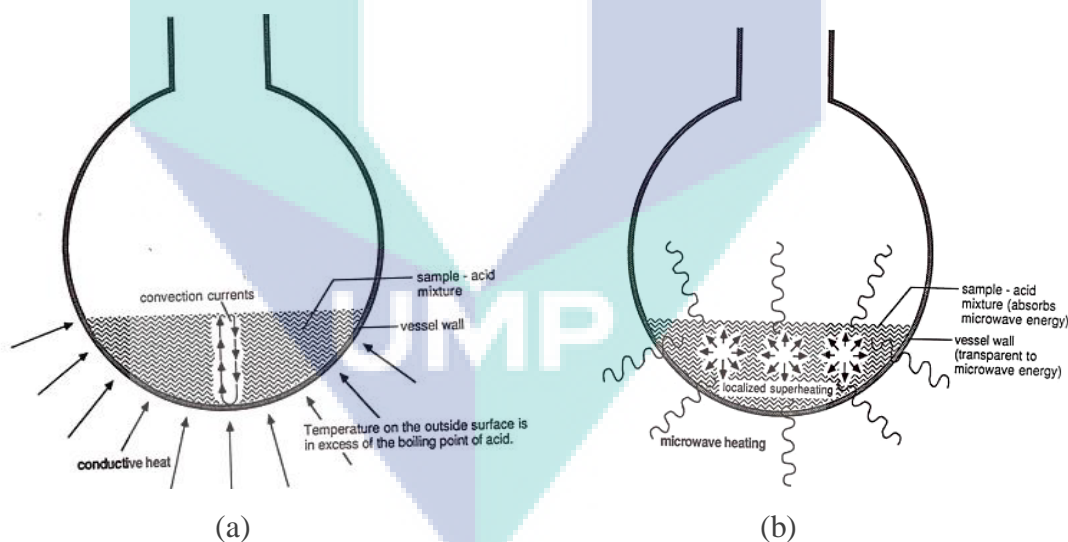 convection currents
sample - acid
mixture
vessel wall
Temperature on the outside surface is
in excess of the boiling point of acid.
conductive heat
(a)
sample - acid
mixture (absorbs
microwave energy)
vessel wall
(transparent to
microwave energy)
localized superheating
microwave heating
(b)
UMP